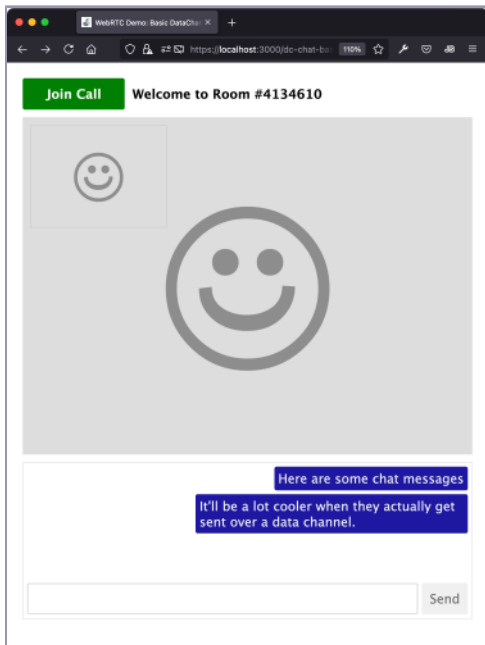 WebRTC Demo: Basic DataChan
https://localhost:3000/dc-chat-ba
110%
Join Call
Welcome to Room #4134610
Here are some chat messages
It'll be a lot cooler when they actually get
sent over a data channel.
Send